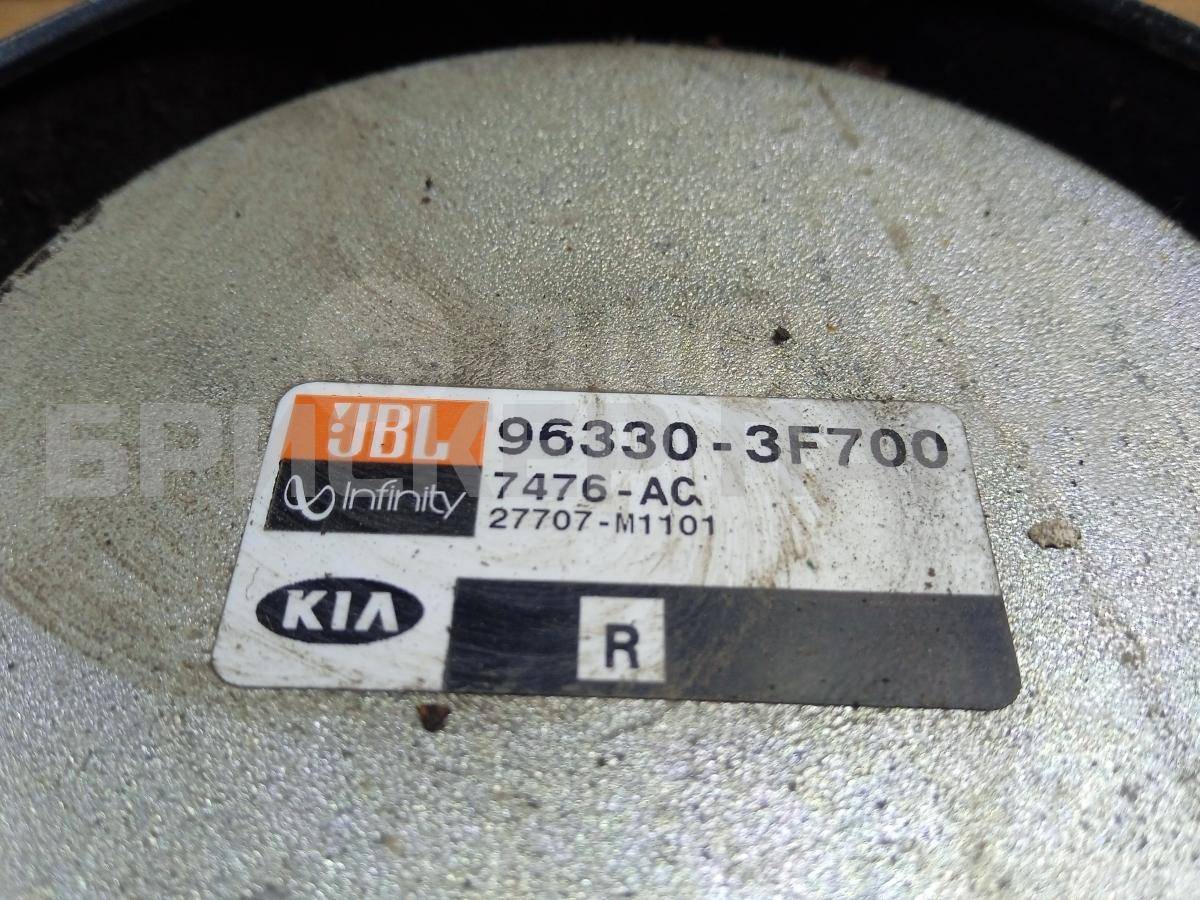 JBL
Infinity
96330-3F700
7476-AC
27707-M1101
KIA
R